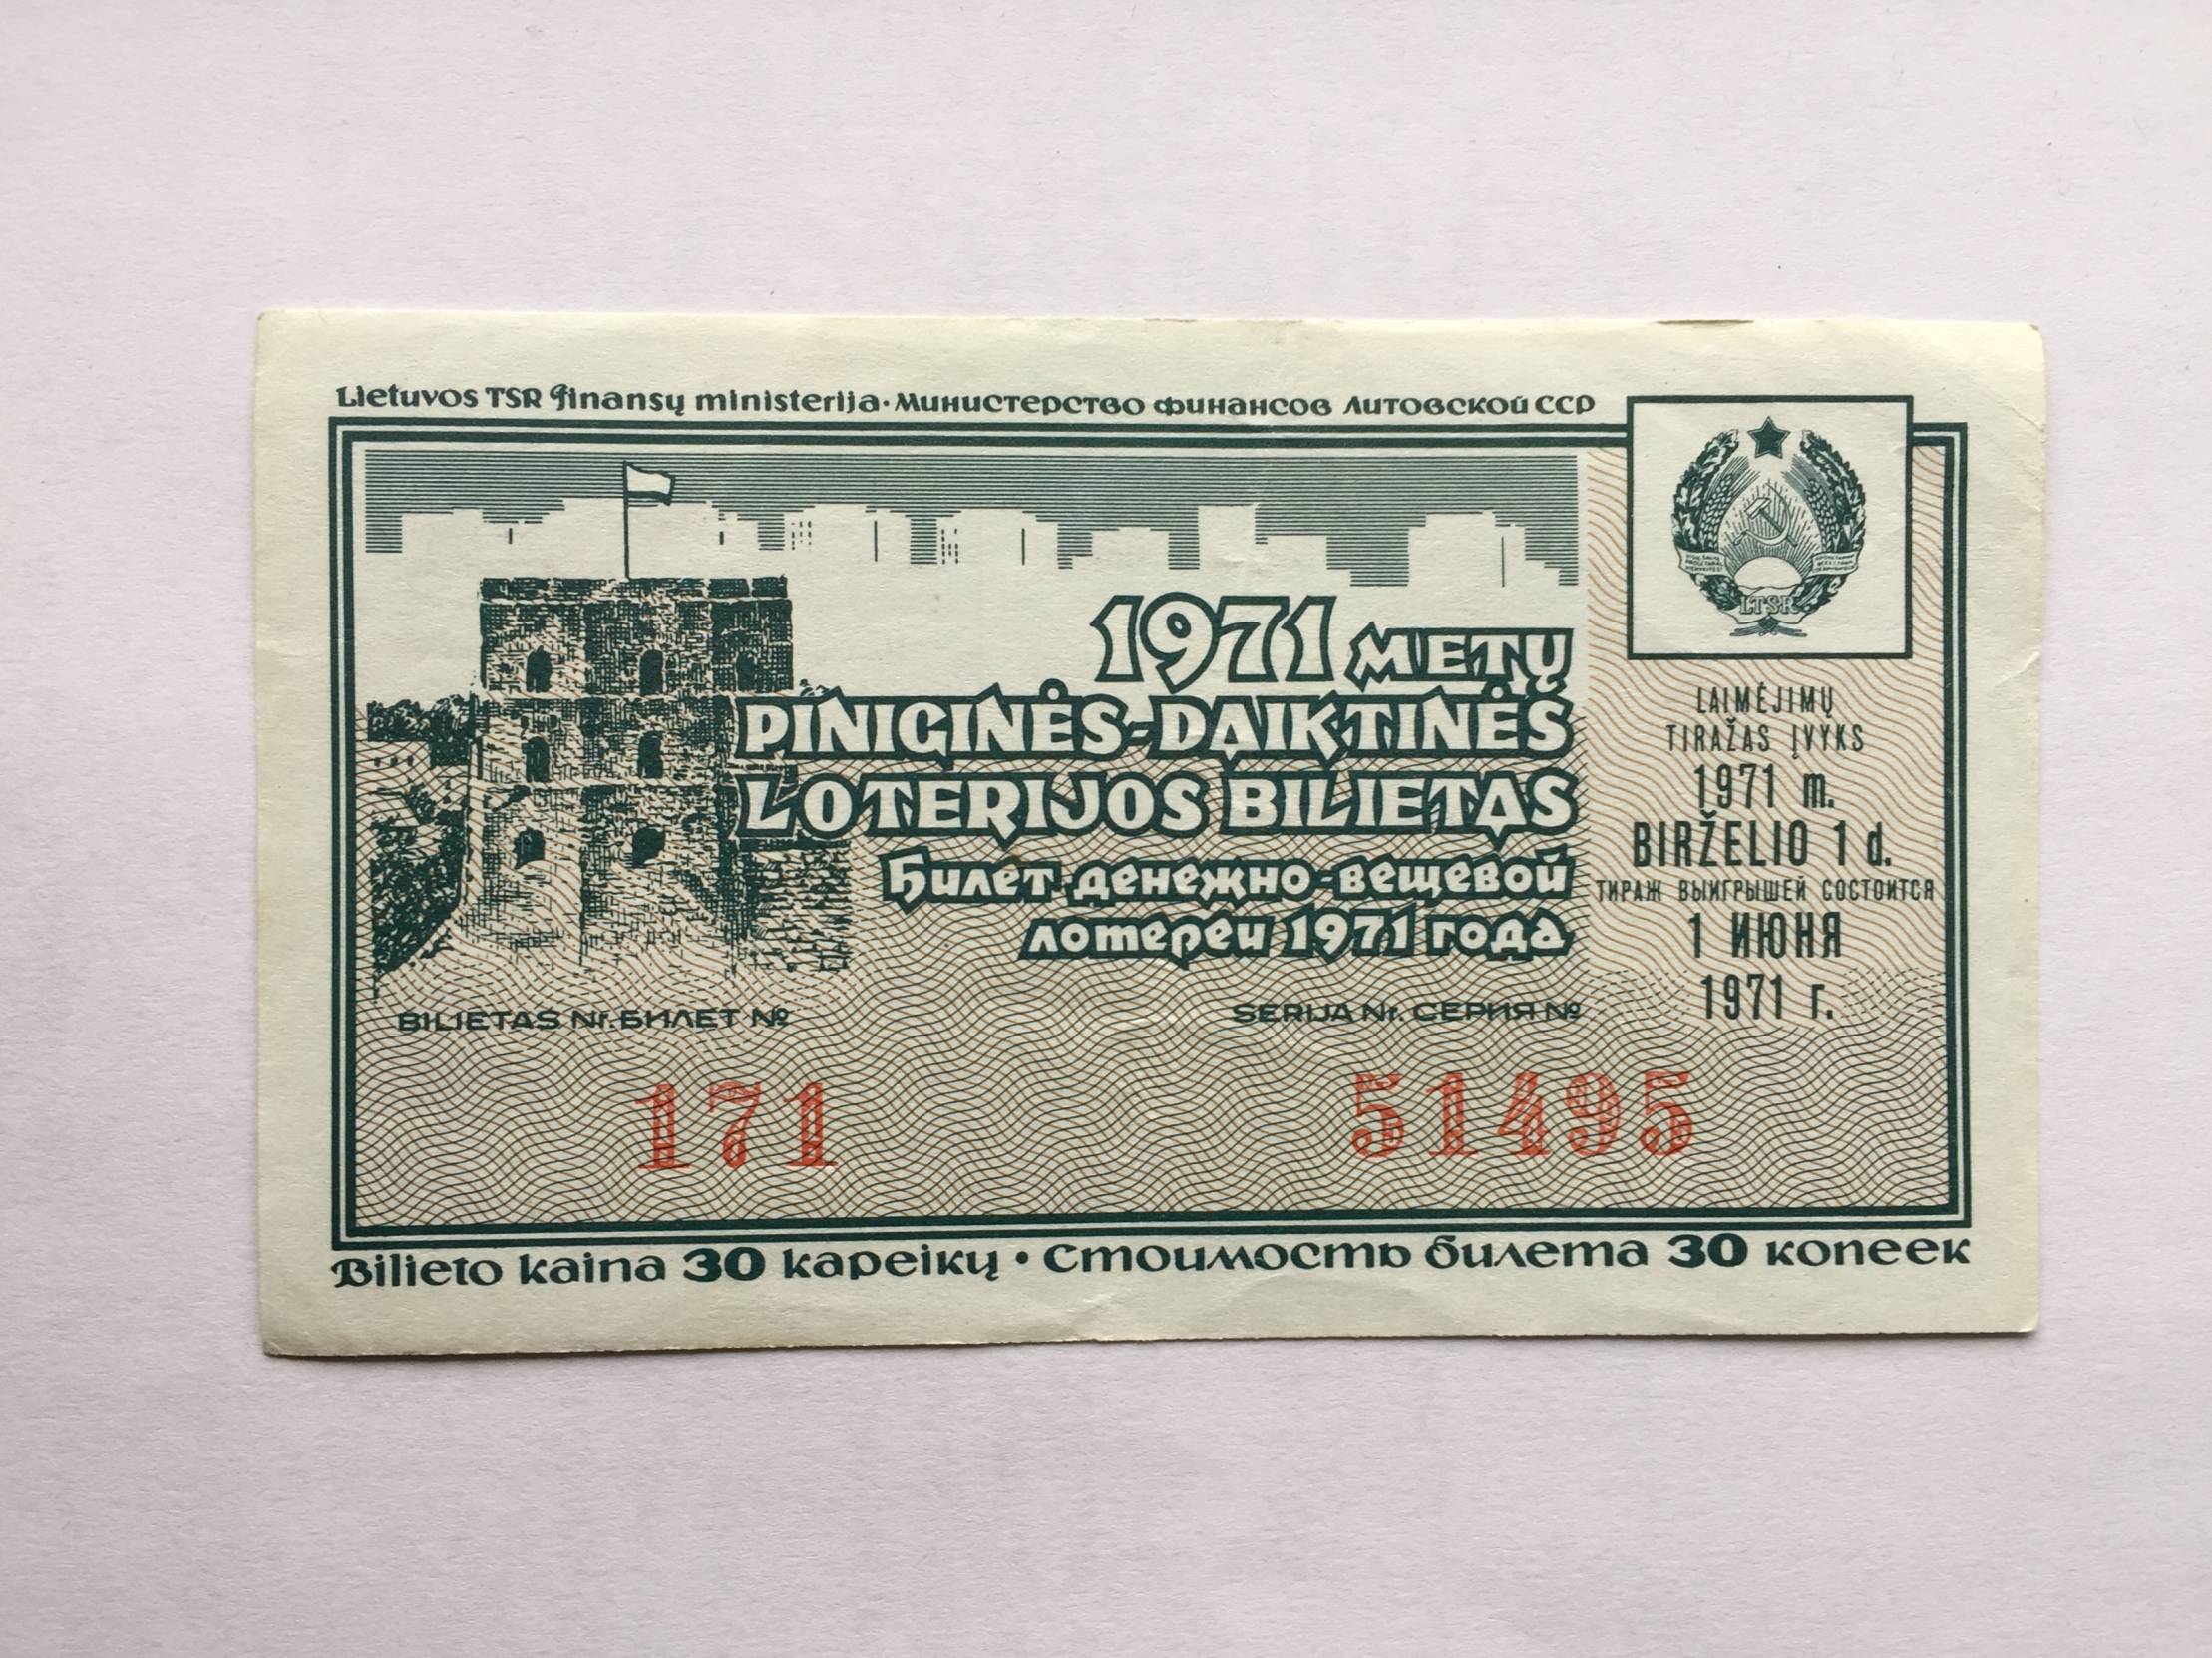 Lietuvos TSR finansų ministerija · Министерство финансов Литовской ССР
LTSR
1971 METŲ
PINIGINĖS-DAIKTINĖS
LOTERIJOS BILIETAS
Билет денежно-вещевой
лотереи 1971 года
LAIMĖJIMŲ
TIRAŽAS ĮVYKS
1971 m.
BIRŽELIO 1 d.
ТИРАЖ ВЫИГРЫШЕЙ СОСТОИТСЯ
1 ИЮНЯ
1971 г.
BILIETAS Nr. БИЛЕТ №
SERIJA Nr. СЕРИЯ №
171
51495
Bilieto kaina 30 kapeikų • Стоимость билета 30 копеек